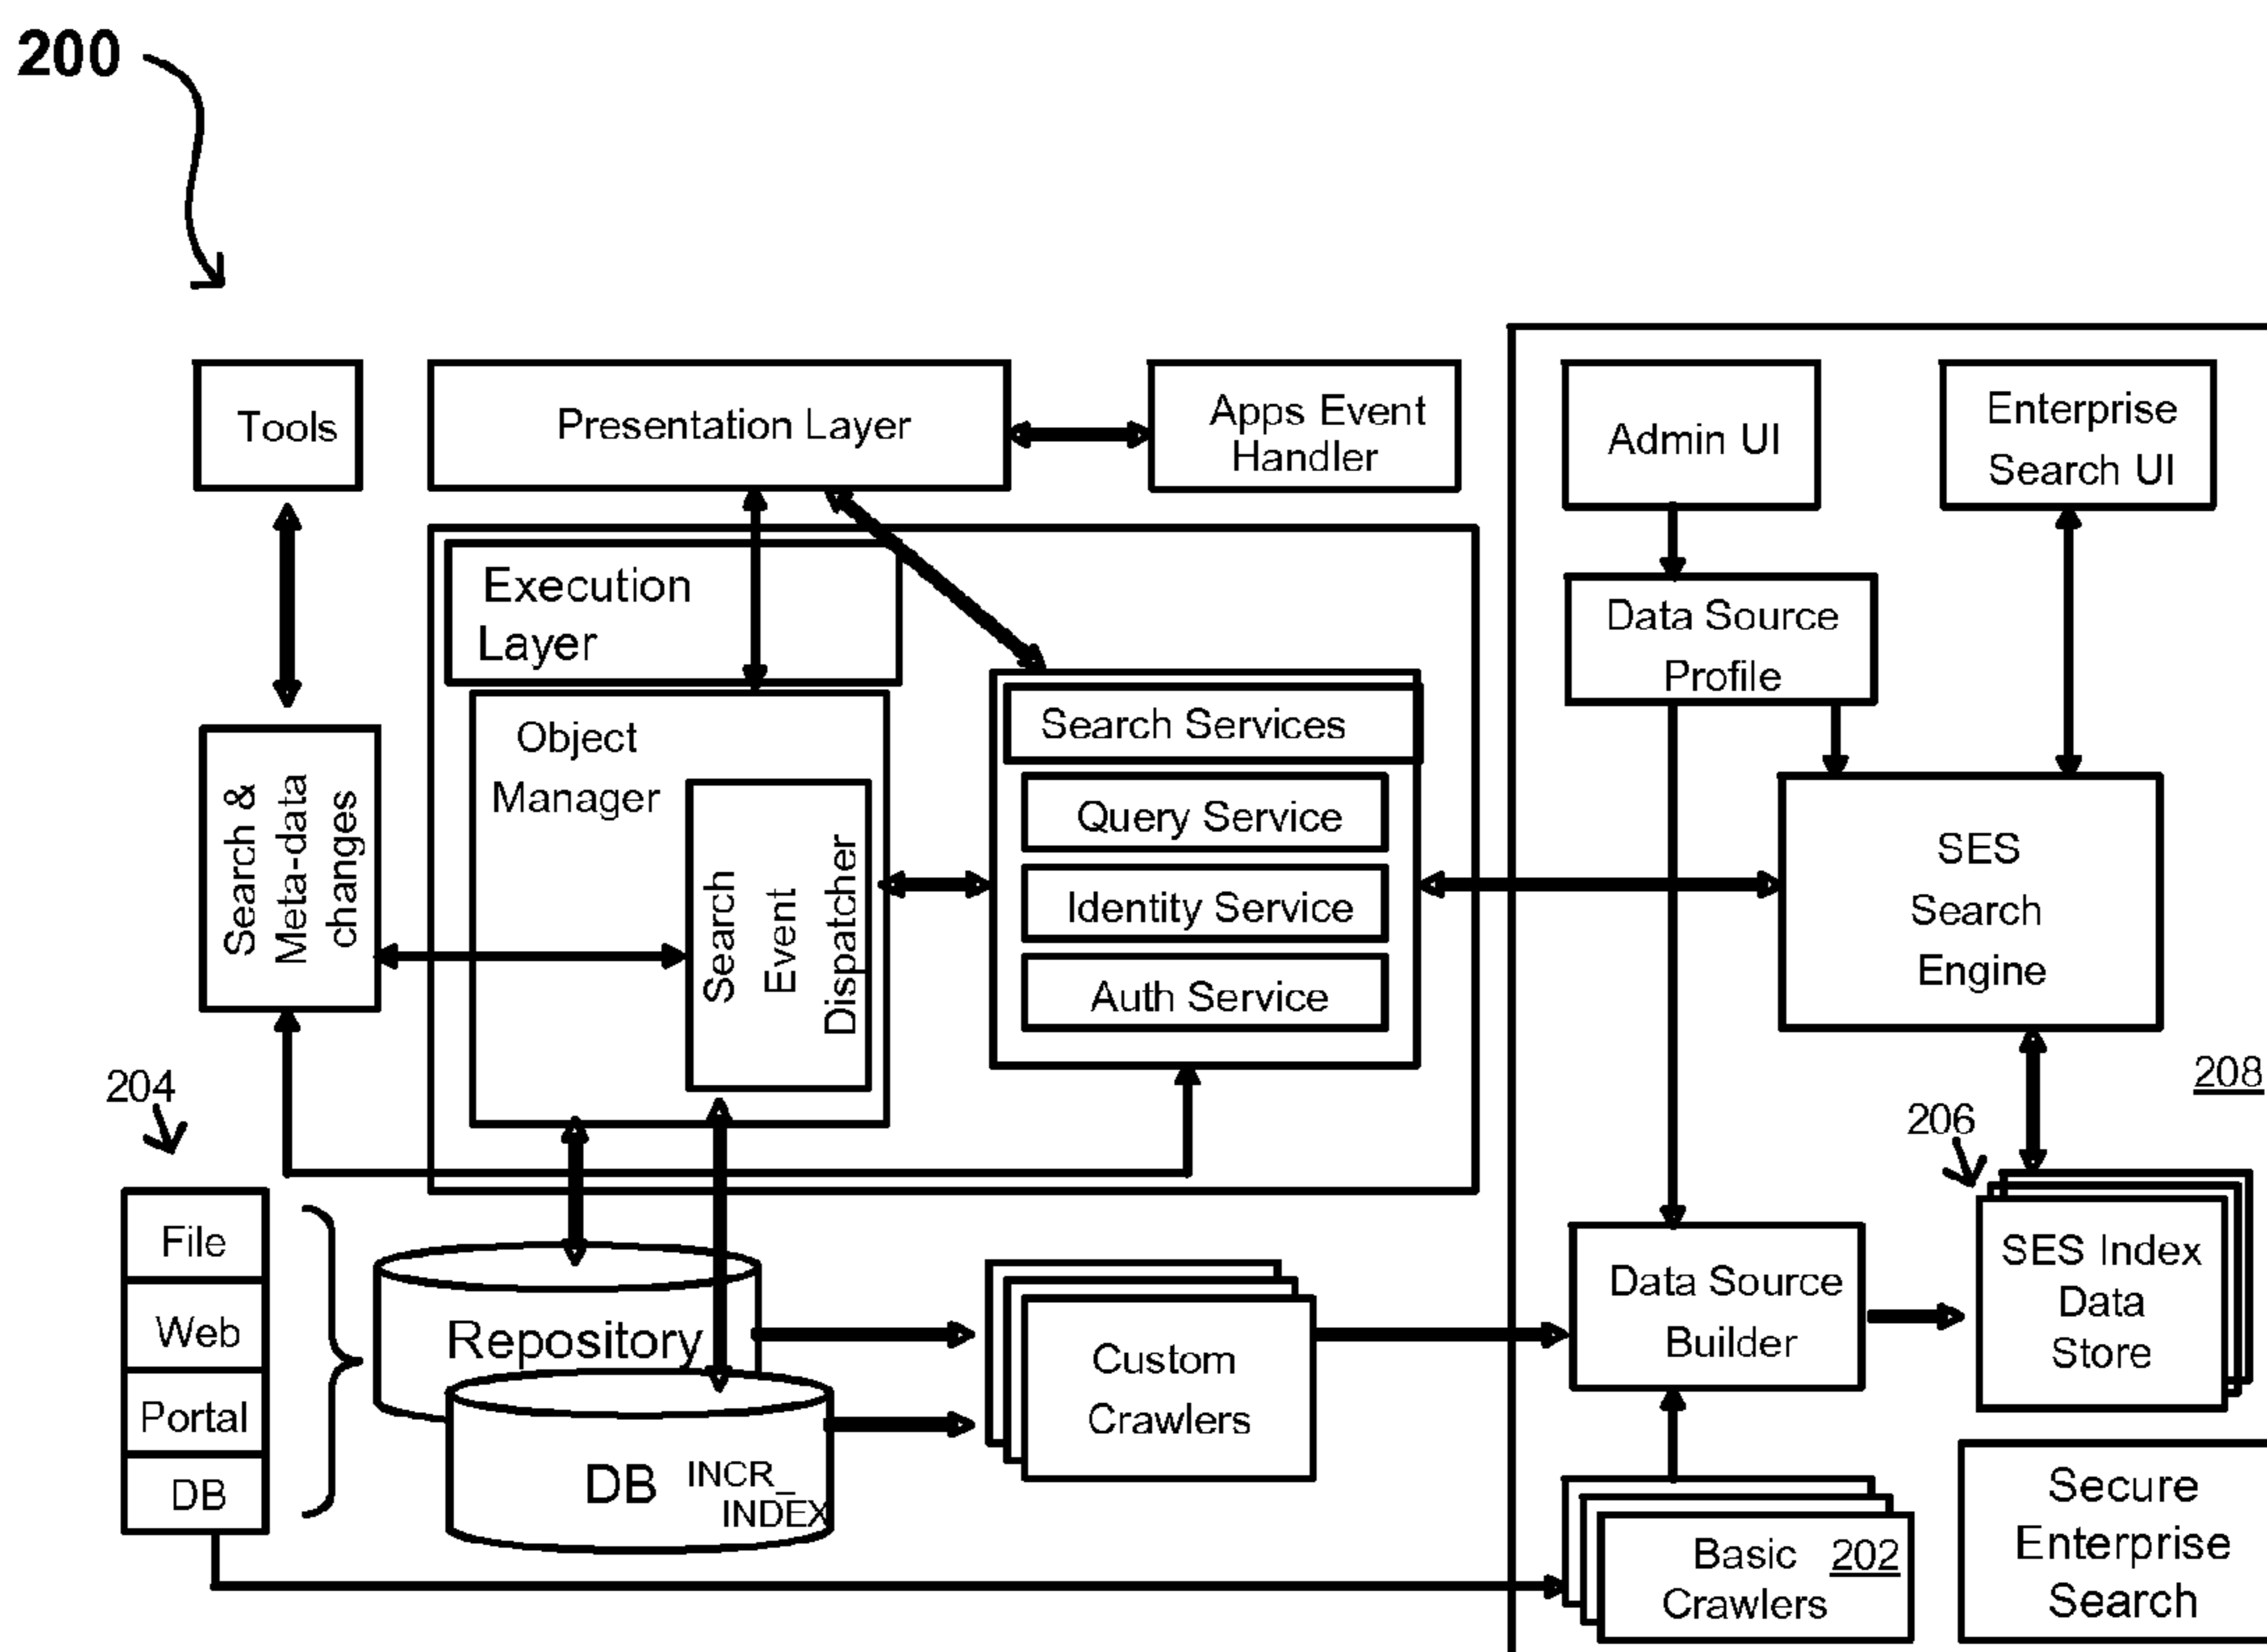 200
Tools
Presentation Layer
Apps Event
Handler
Admin UI
Enterprise
Search UI
Execution
Layer
Data Source
Profile
Object
Manager
Search Services
Search &
Meta-data
changes
Search
Event
Dispatcher
Query Service
Identity Service
Auth Service
SES
Search
Engine
204
208
206
File
Web
Portal
DB
Repository
DB
INCR_
INDEX
Custom
Crawlers
Data Source
Builder
SES Index
Data
Store
Basic
202
Crawlers
Secure
Enterprise
Search